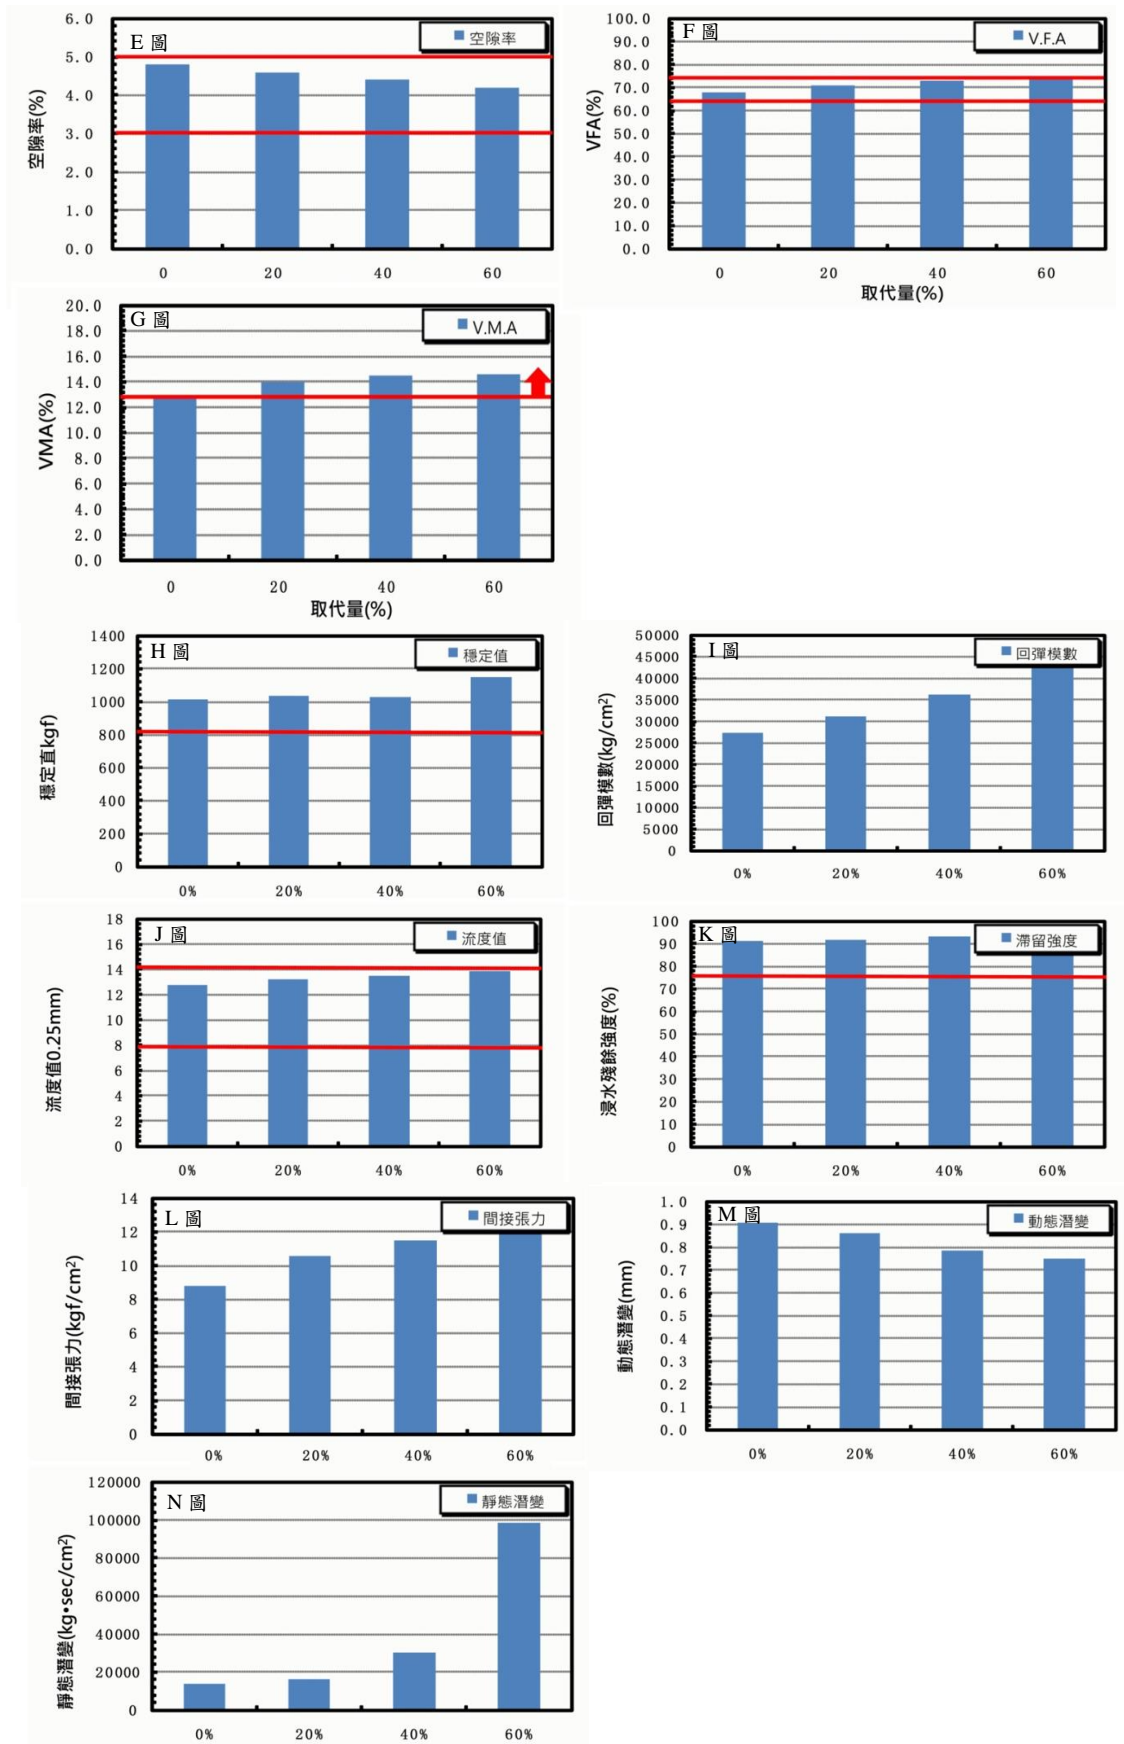 E 圖
空隙率
6.0
5.0
4.0
3.0
2.0
1.0
0.0
空隙率(%)
0 20 40 60
F 圖
V.F.A
100.0
90.0
80.0
70.0
60.0
50.0
40.0
30.0
20.0
10.0
0.0
VFA(%)
0 20 40 60
取代量(%)
G 圖
V.M.A
20.0
18.0
16.0
14.0
12.0
10.0
8.0
6.0
4.0
2.0
0.0
VMA(%)
0 20 40 60
取代量(%)
H 圖
穩定值
1400
1200
1000
800
600
400
200
0
穩定直kgf)
0% 20% 40% 60%
I 圖
回彈模數
50000
45000
40000
35000
30000
25000
20000
15000
10000
5000
0
回彈模數(kg/cm²)
0% 20% 40% 60%
J 圖
流度值
18
16
14
12
10
8
6
4
2
0
流度值0.25mm)
0% 20% 40% 60%
K 圖
滯留強度
100
90
80
70
60
50
40
30
20
10
0
浸水殘餘強度(%)
0% 20% 40% 60%
L 圖
間接張力
14
12
10
8
6
4
2
0
間接張力(kgf/cm²)
0% 20% 40% 60%
M 圖
動態潛變
1.0
0.9
0.8
0.7
0.6
0.5
0.4
0.3
0.2
0.1
0.0
動態潛變(mm)
0% 20% 40% 60%
N 圖
靜態潛變
120000
100000
80000
60000
40000
20000
0
靜態潛變(kg•sec/cm²)
0% 20% 40% 60%